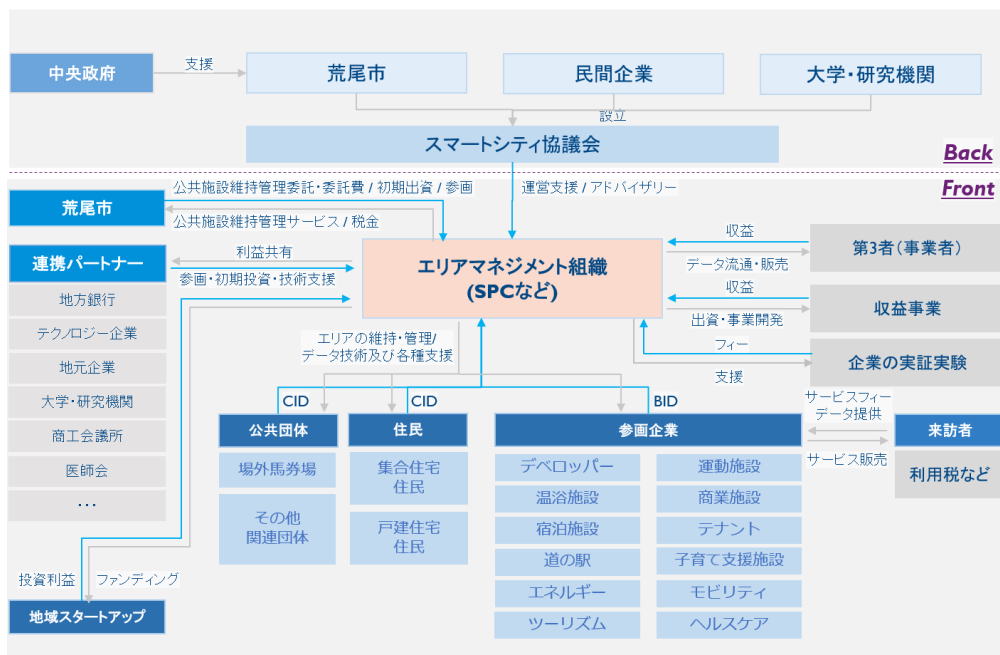 中央政府
支援
荒尾市
民間企業
大学・研究機関
設立
スマートシティ協議会
Back
Front
公共施設維持管理委託・委託費 / 初期出資 / 参画
運営支援 / アドバイザリー
荒尾市
公共施設維持管理サービス / 税金
連携パートナー
利益共有
参画・初期投資・技術支援
エリアマネジメント組織
(SPCなど)
収益
データ流通・販売
第3者（事業者）
収益
出資・事業開発
収益事業
フィー
支援
企業の実証実験
地方銀行
テクノロジー企業
地元企業
大学・研究機関
商工会議所
医師会
・・・
エリアの維持・管理/
データ技術及び各種支援
CID
CID
BID
公共団体
場外馬券場
その他
関連団体
住民
集合住宅
住民
戸建住宅
住民
参画企業
デベロッパー
運動施設
温浴施設
商業施設
宿泊施設
テナント
道の駅
子育て支援施設
エネルギー
モビリティ
ツーリズム
ヘルスケア
サービスフィー
データ提供
サービス販売
来訪者
利用税など
投資利益
ファンディング
地域スタートアップ